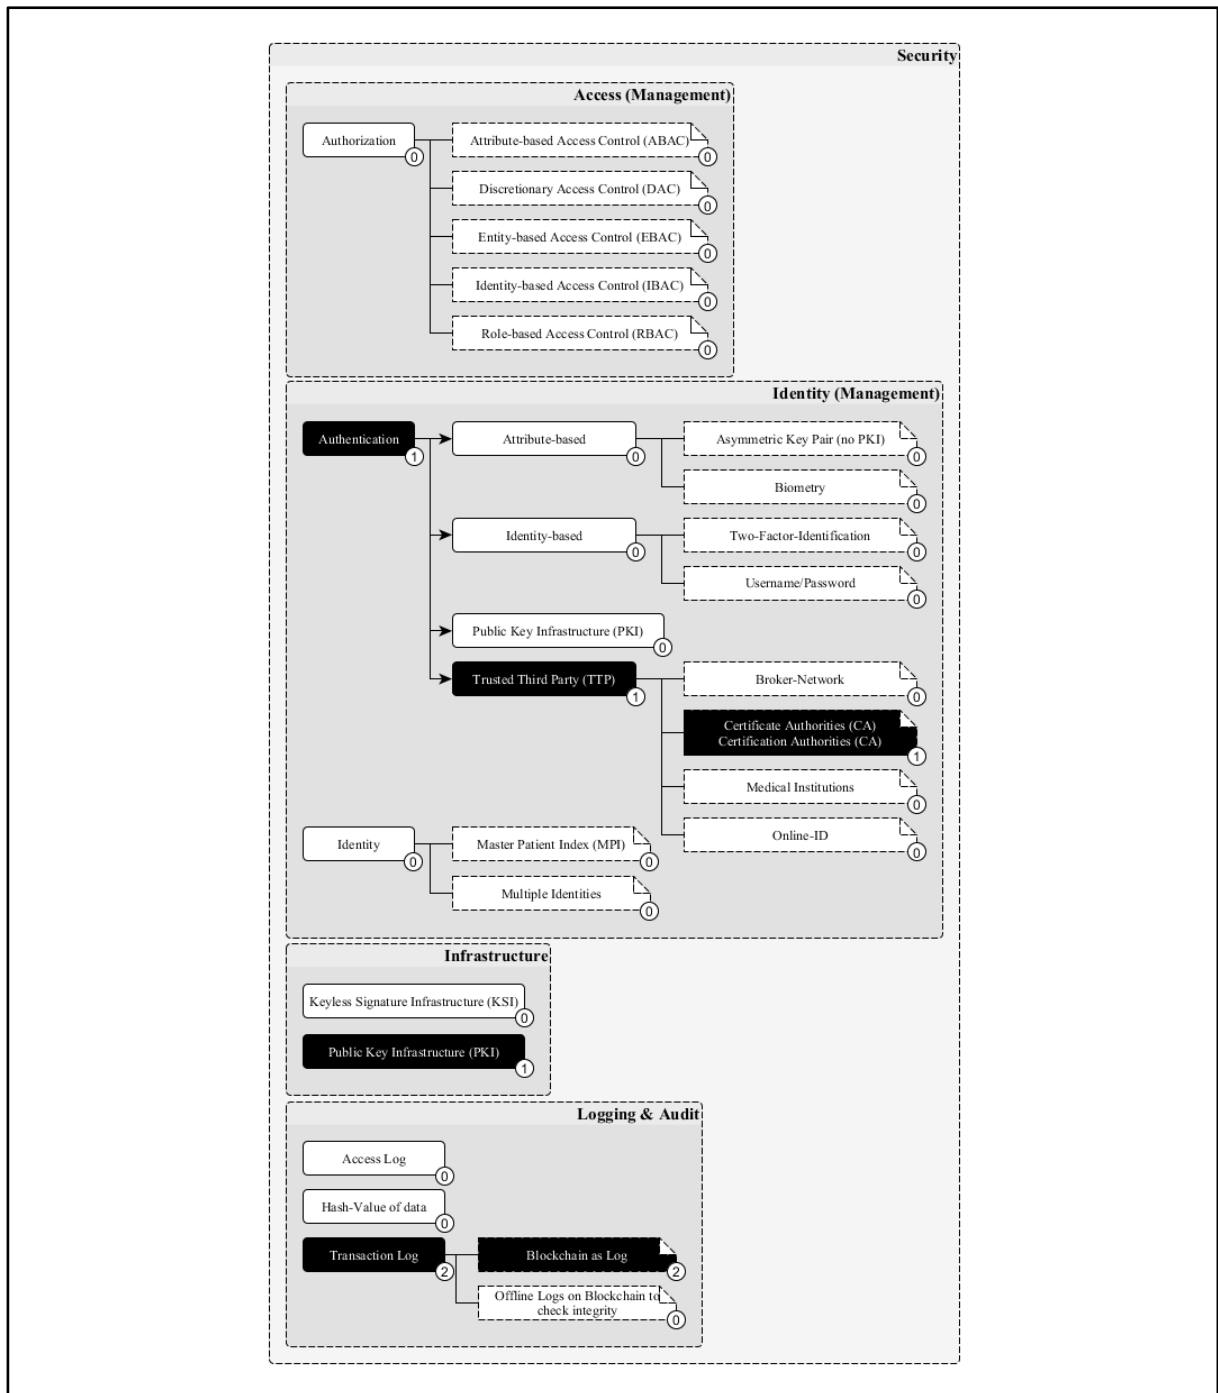 Security
Access (Management)
Authorization
0
Attribute-based Access Control (ABAC)
0
Discretionary Access Control (DAC)
0
Entity-based Access Control (EBAC)
0
Identity-based Access Control (IBAC)
0
Role-based Access Control (RBAC)
0
Identity (Management)
Authentication
1
Attribute-based
0
Asymmetric Key Pair (no PKI)
0
Biometry
0
Identity-based
0
Two-Factor-Identification
0
Username/Password
0
Public Key Infrastructure (PKI)
0
Trusted Third Party (TTP)
1
Broker-Network
0
Certificate Authorities (CA)
Certification Authorities (CA)
1
Medical Institutions
0
Online-ID
0
Identity
0
Master Patient Index (MPI)
0
Multiple Identities
0
Infrastructure
Keyless Signature Infrastructure (KSI)
0
Public Key Infrastructure (PKI)
1
Logging & Audit
Access Log
0
Hash-Value of data
0
Transaction Log
2
Blockchain as Log
2
Offline Logs on Blockchain to
check integrity
0